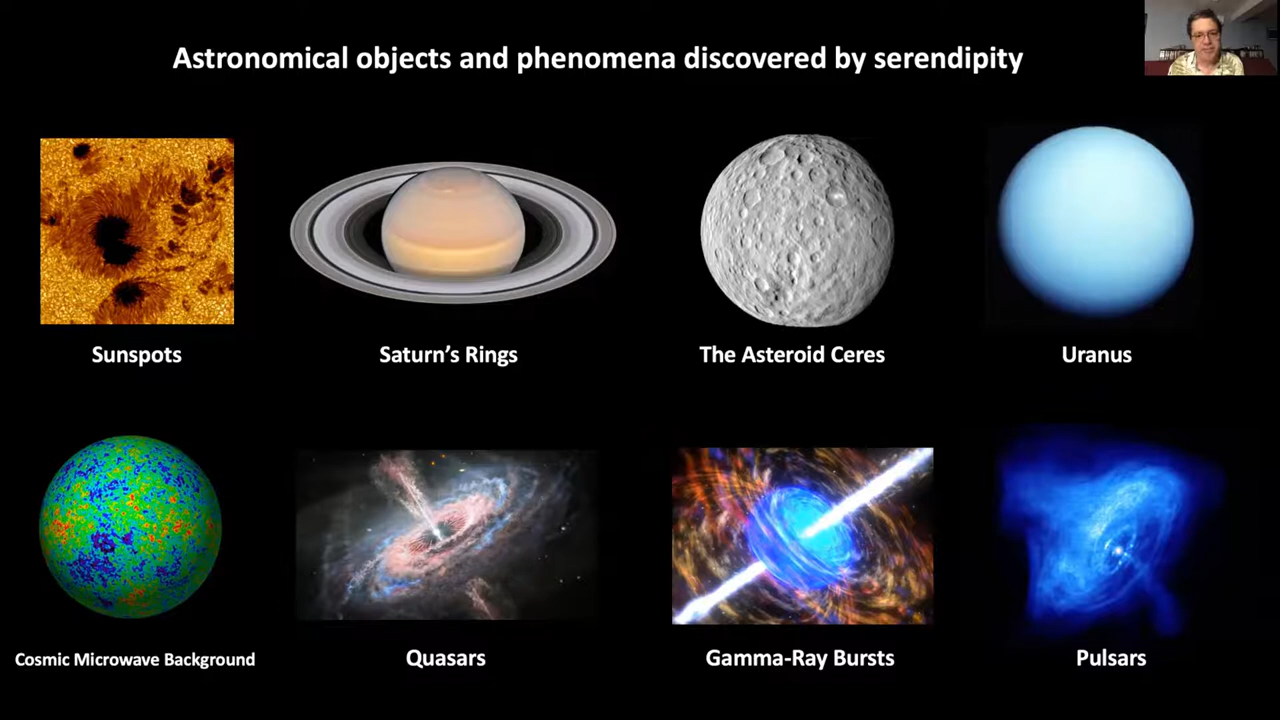 Astronomical objects and phenomena discovered by serendipity
Sunspots
Saturn’s Rings
The Asteroid Ceres
Uranus
Cosmic Microwave Background
Quasars
Gamma-Ray Bursts
Pulsars